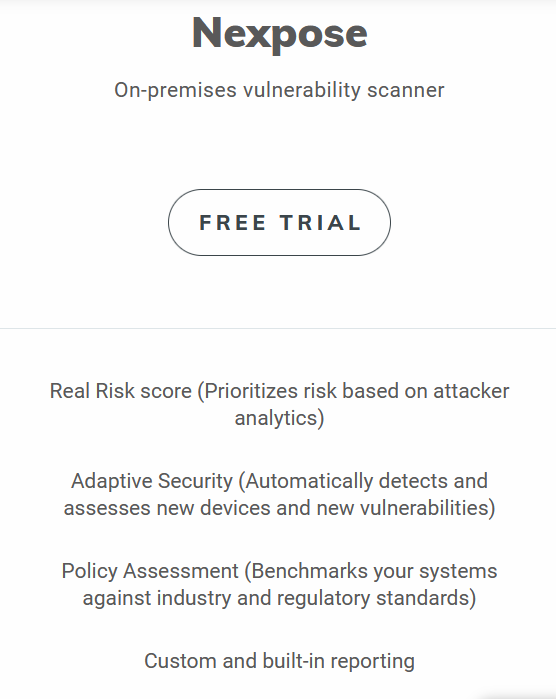 Nexpose
On-premises vulnerability scanner
FREE TRIAL
Real Risk score (Prioritizes risk based on attacker
analytics)
Adaptive Security (Automatically detects and
assesses new devices and new vulnerabilities)
Policy Assessment (Benchmarks your systems
against industry and regulatory standards)
Custom and built-in reporting